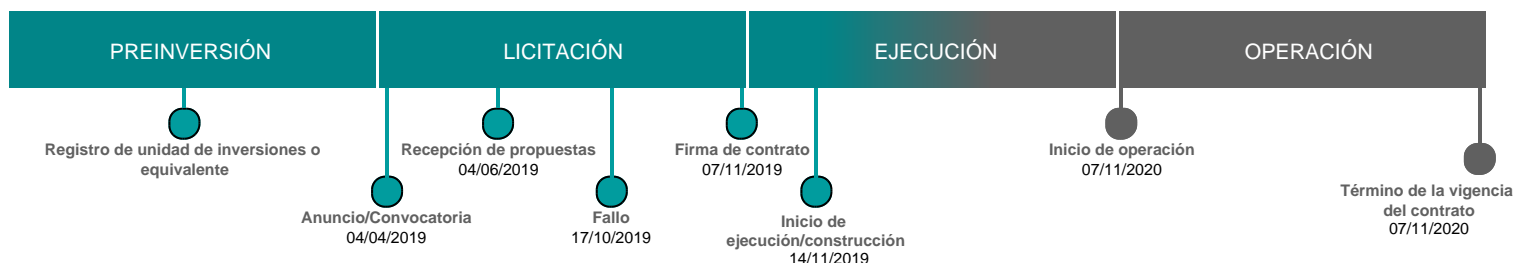 PREINVERSIÓN
LICITACIÓN
EJECUCIÓN
OPERACIÓN
Registro de unidad de inversiones o
equivalente
Anuncio/Convocatoria
04/04/2019
Recepción de propuestas
04/06/2019
Fallo
17/10/2019
Firma de contrato
07/11/2019
Inicio de
ejecución/construcción
14/11/2019
Inicio de operación
07/11/2020
Término de la vigencia
del contrato
07/11/2020